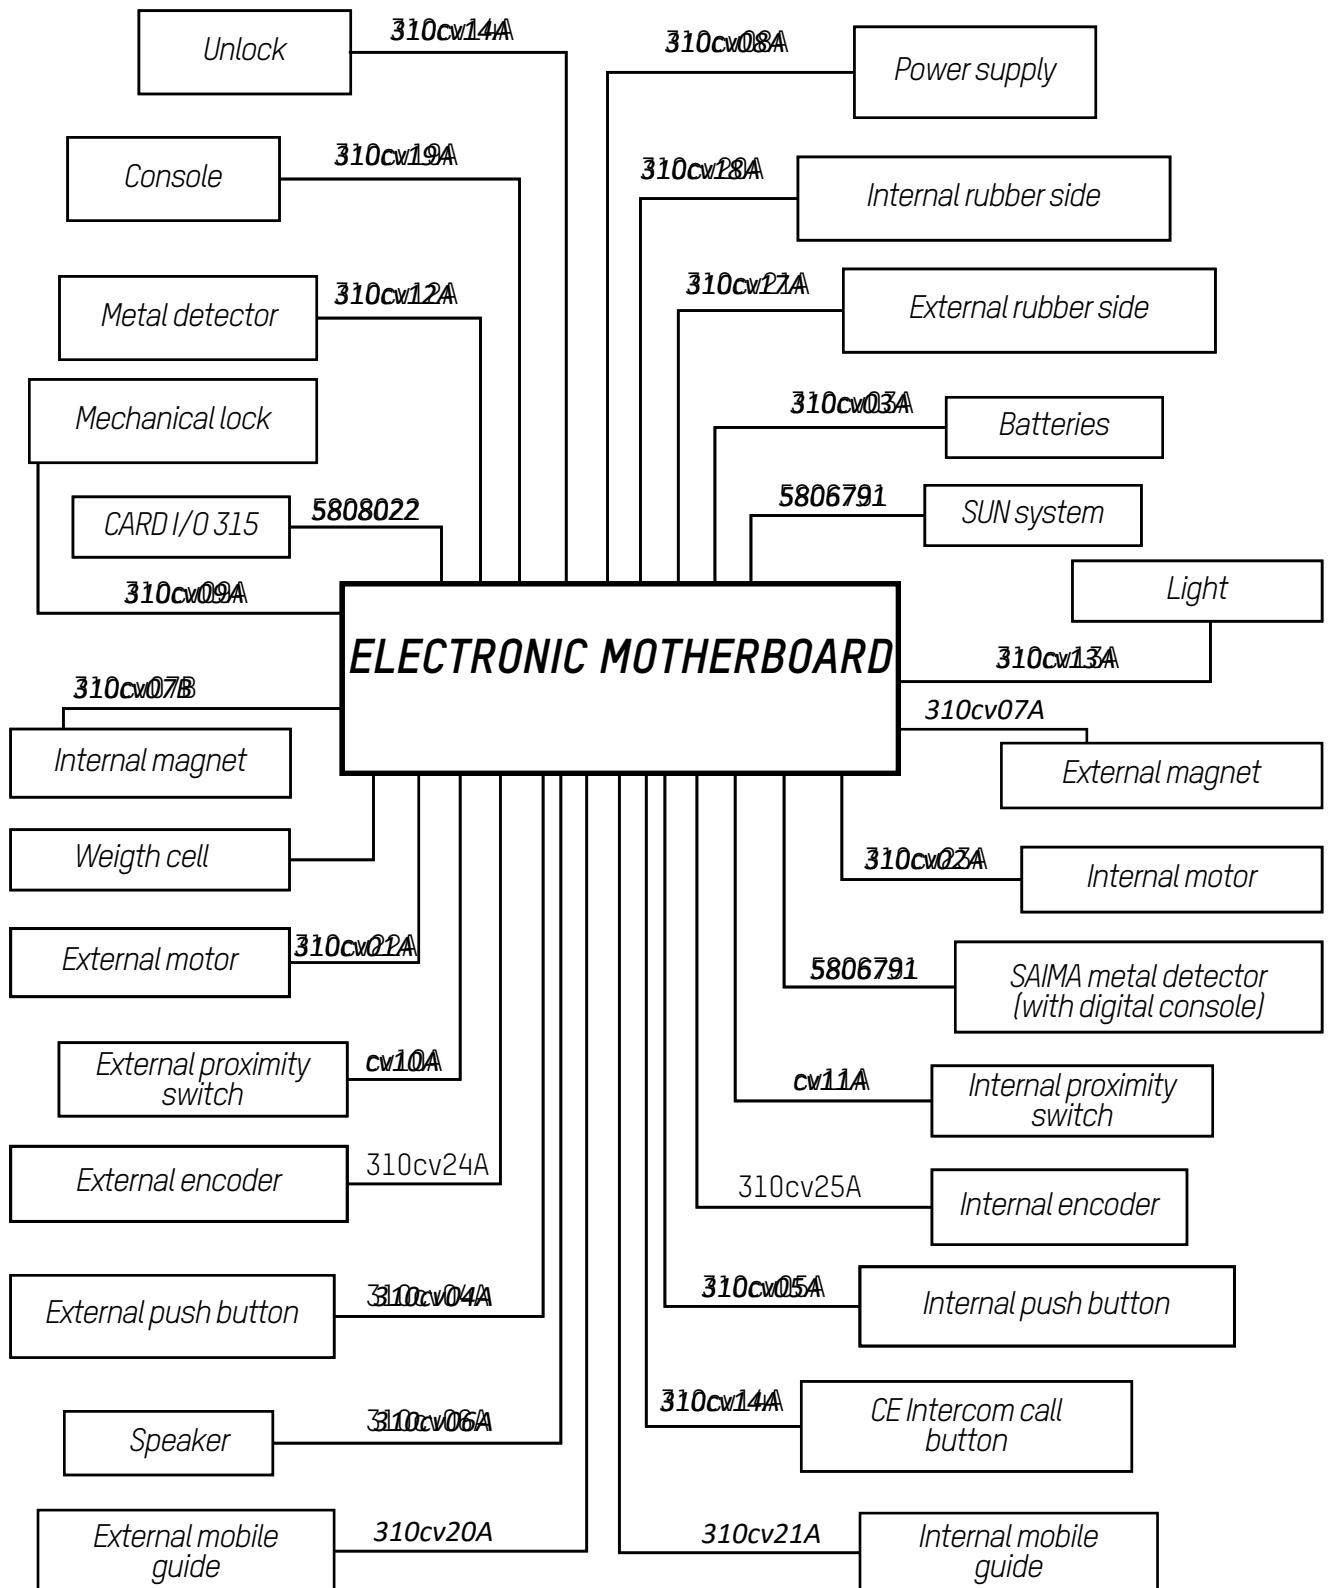 Unlock
310cv14A
310cv08A
Power supply
Console
310cv19A
310cv18A
Internal rubber side
Metal detector
310cv12A
310cv17A
External rubber side
Mechanical lock
310cv03A
Batteries
CARD I/O 315
5808022
5806791
SUN system
310cv09A
Light
ELECTRONIC MOTHERBOARD
310cv13A
310cv07B
310cv07A
Internal magnet
External magnet
Weigth cell
310cv02A
Internal motor
External motor
310cv01A
5806791
SAIMA metal detector
(with digital console)
External proximity
switch
cv10A
cv11A
Internal proximity
switch
External encoder
310cv24A
310cv25A
Internal encoder
External push button
310cv04A
310cv05A
Internal push button
Speaker
310cv06A
310cv14A
CE Intercom call
button
External mobile
guide
310cv20A
310cv21A
Internal mobile
guide